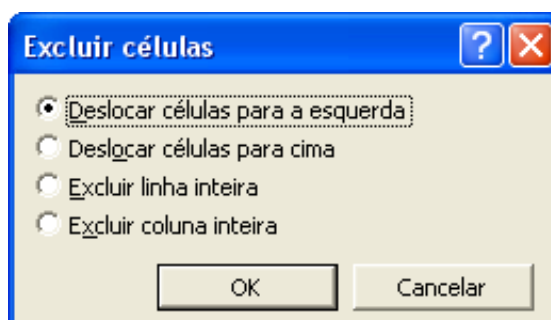 Excluir células
?
Deslocar células para a esquerda
Deslocar células para cima
Excluir linha inteira
Excluir coluna inteira
OK
Cancelar